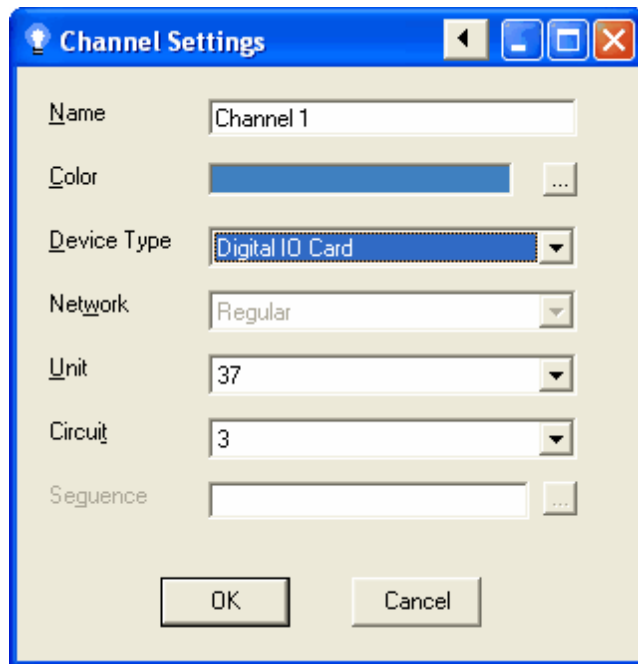 Channel Settings
Name Channel 1
Color ...
Device Type Digital IO Card
Network Regular
Unit 37
Circuit 3
Seguence ...
OK Cancel